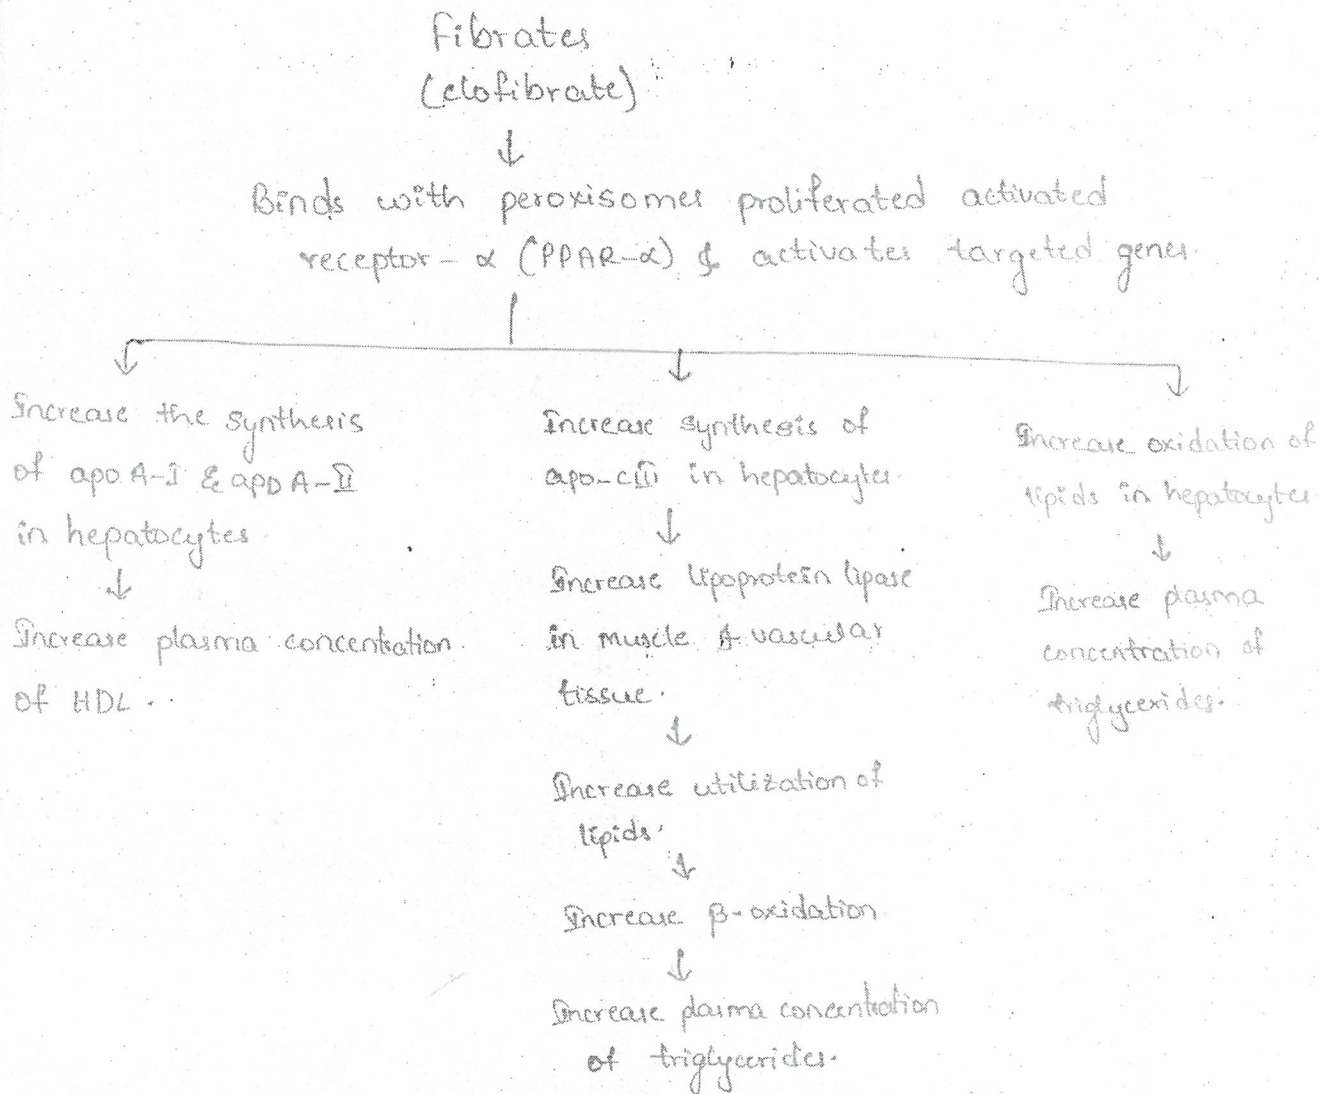 Fibrates
(clofibrate)
Binds with peroxisomes proliferated activated
receptor - α (PPAR-α) & activates targeted genes.
Increase the synthesis
of apo A-I & apo A-II
in hepatocytes
Increase plasma concentration
of HDL.
Increase synthesis of
apo-cIII in hepatocytes
Increase lipoprotein lipase
in muscle & vascular
tissue.
Increase utilization of
lipids.
Increase β-oxidation
Increase plasma concentration
of triglycerides.
Increase oxidation of
lipids in hepatocytes
Increase plasma
concentration of
triglycerides.